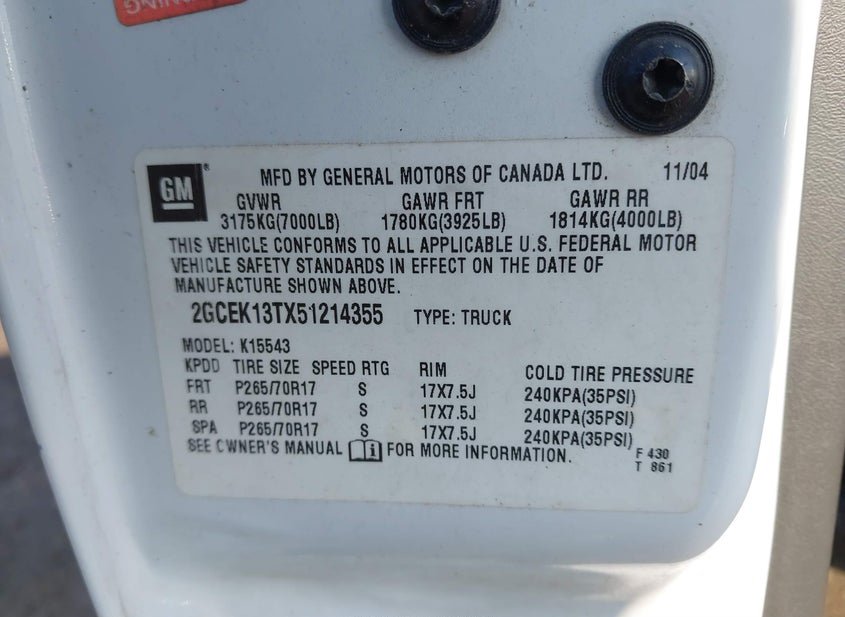 NING
GM
MFD BY GENERAL MOTORS OF CANADA LTD. 11/04
GVWR GAWR FRT GAWR RR
3175KG(7000LB) 1780KG(3925LB) 1814KG(4000LB)
THIS VEHICLE CONFORMS TO ALL APPLICABLE U.S. FEDERAL MOTOR
VEHICLE SAFETY STANDARDS IN EFFECT ON THE DATE OF
MANUFACTURE SHOWN ABOVE.
2GCEK13TX51214355 TYPE: TRUCK
MODEL: K15543
KPDD TIRE SIZE SPEED RTG RIM COLD TIRE PRESSURE
FRT P265/70R17 S 17X7.5J 240KPA(35PSI)
RR P265/70R17 S 17X7.5J 240KPA(35PSI)
SPA P265/70R17 S 17X7.5J 240KPA(35PSI)
SEE OWNER'S MANUAL FOR MORE INFORMATION.
F 430
T 861